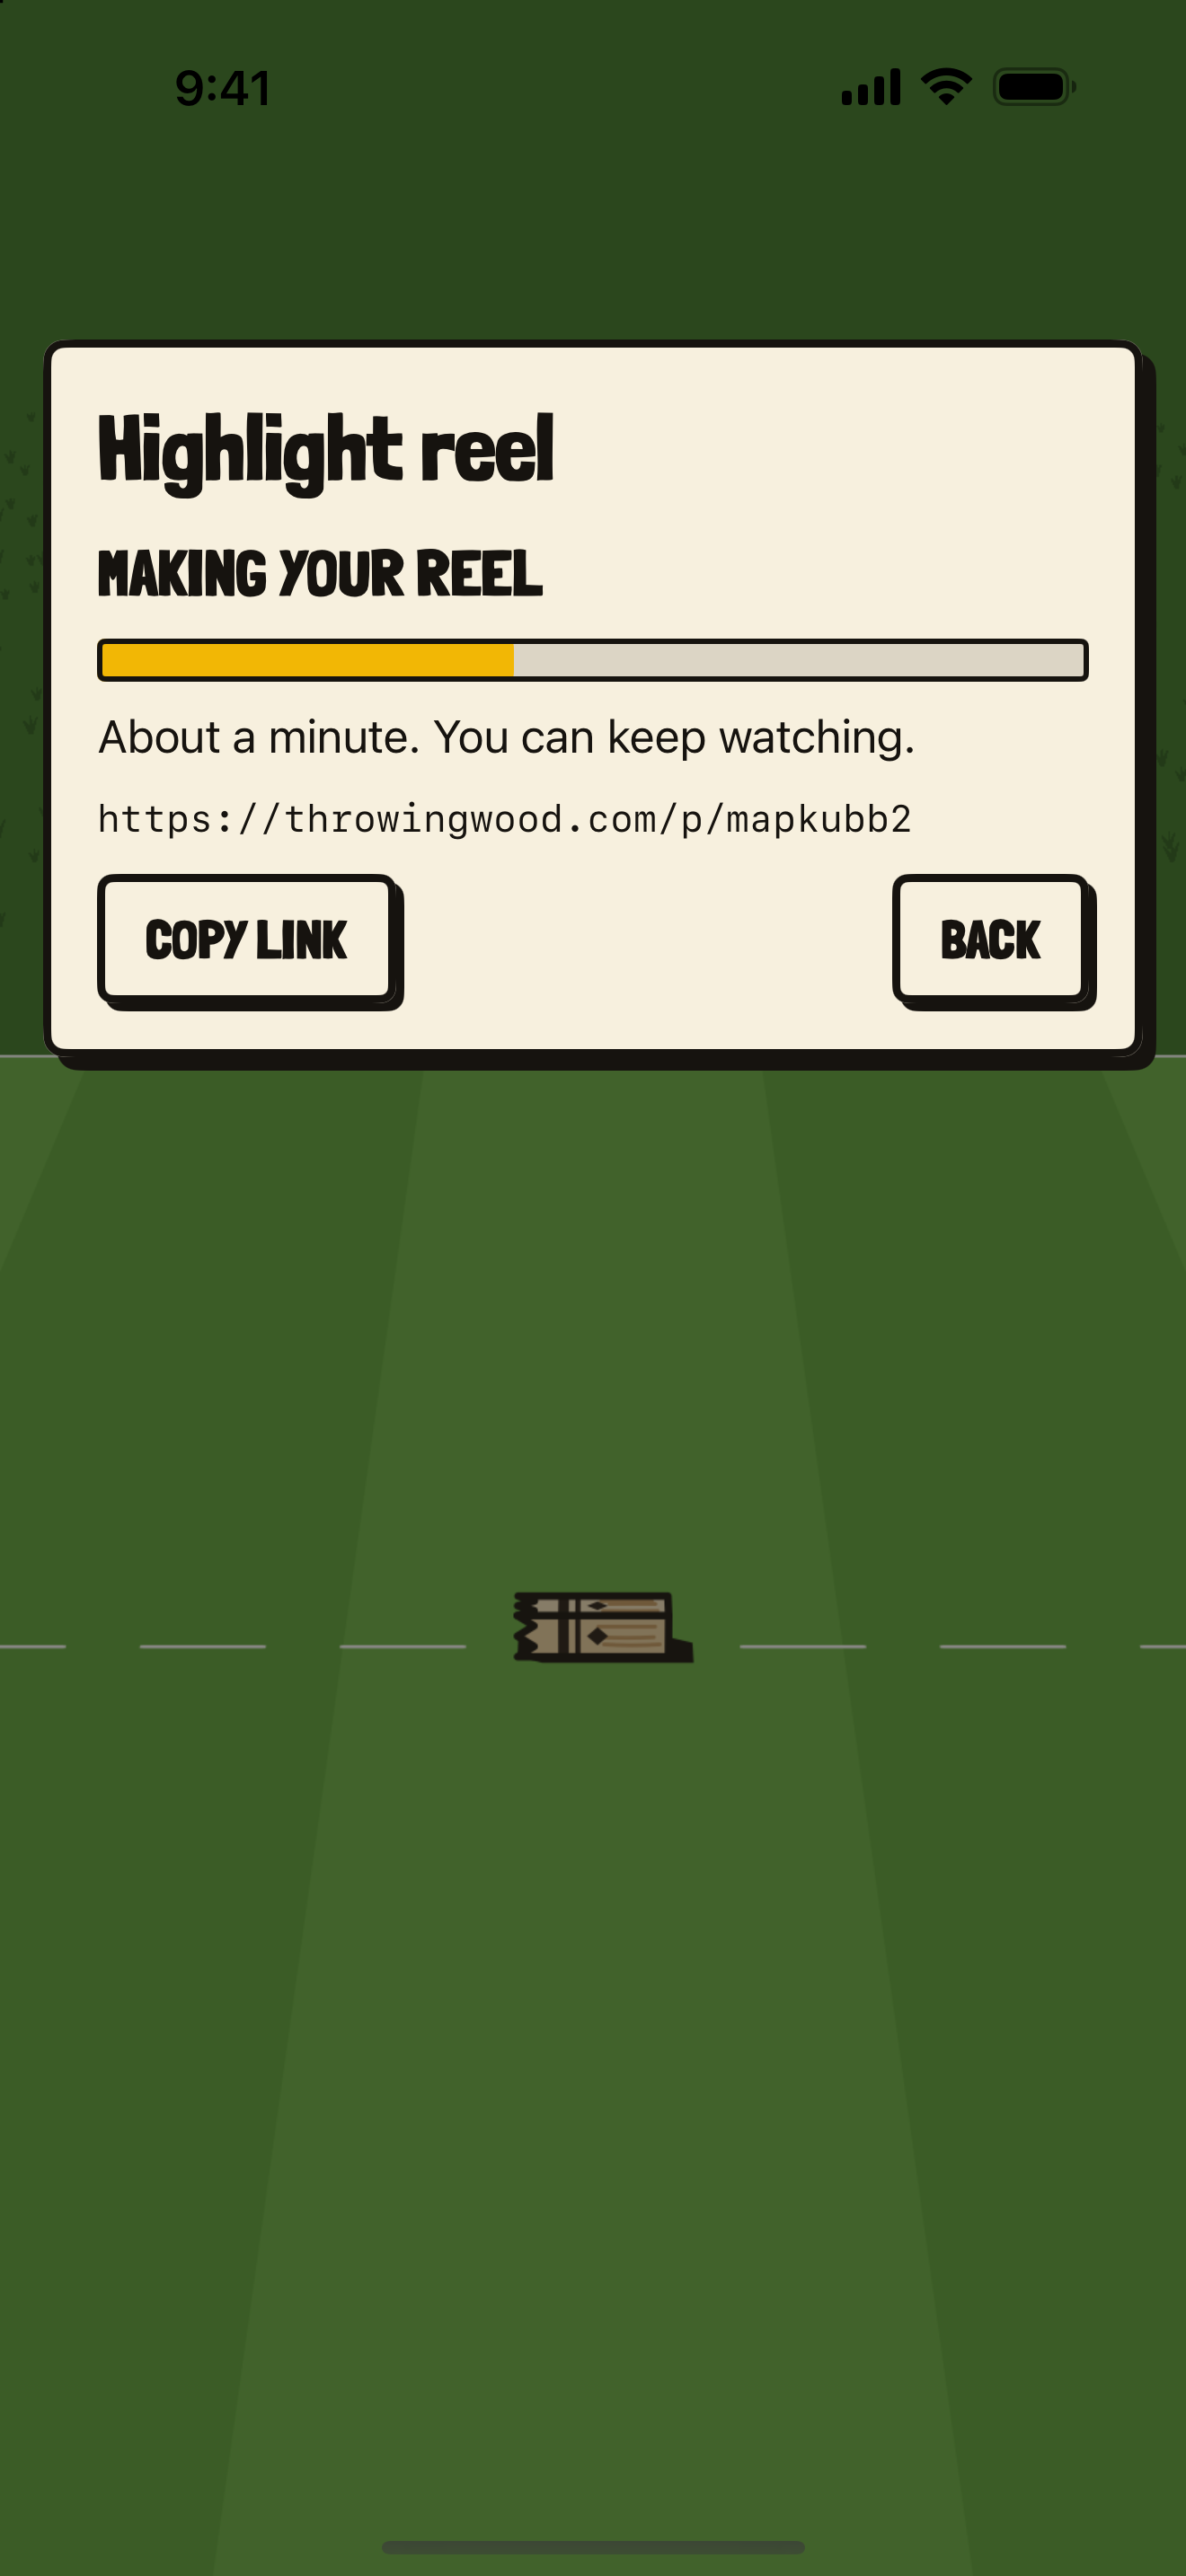 9:41
Highlight reel
MAKING YOUR REEL
About a minute. You can keep watching.
https://throwingwood.com/p/mapkubb2
COPY LINK
BACK